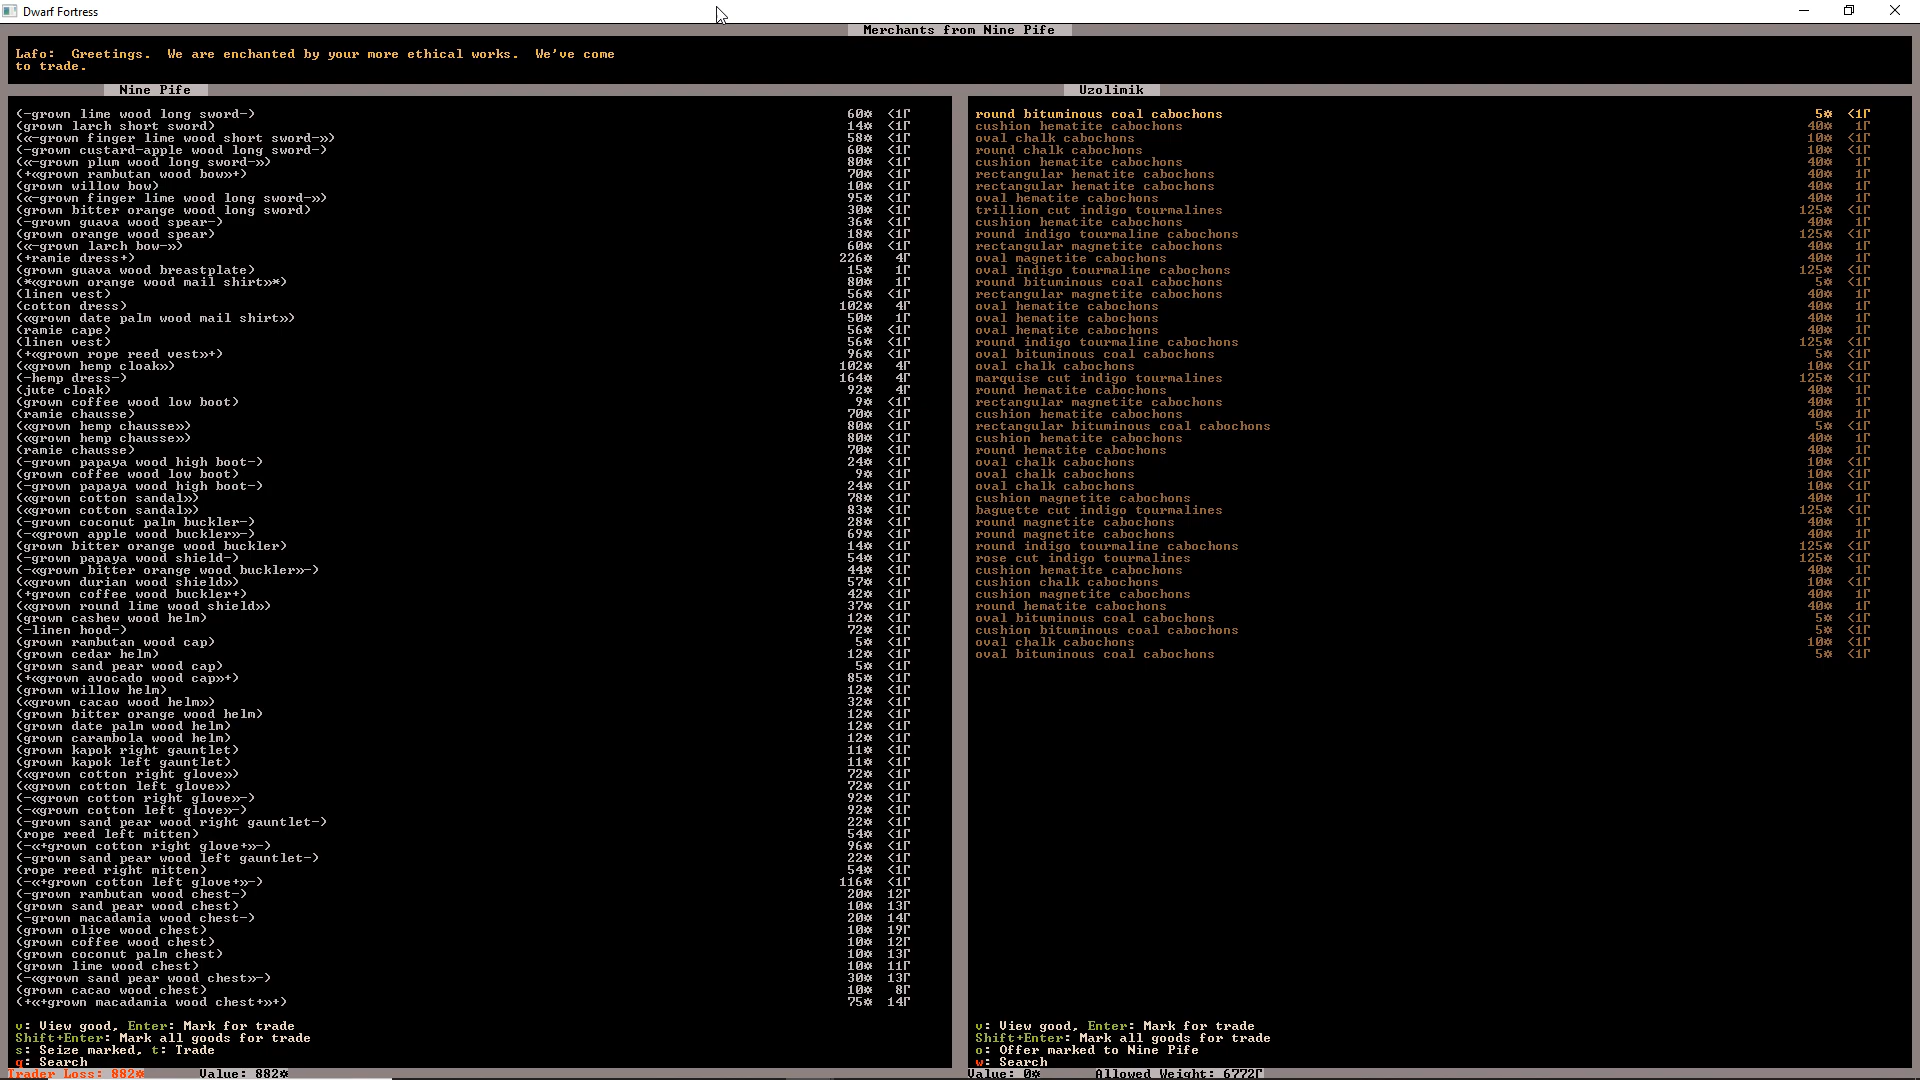 Dwarf Fortress
Merchants from Nine Pife
Lafo: Greetings. We are enchanted by your more ethical works. We've come
to trade.
Nine Pife
(-grown lime wood long sword-) 60☼ <1Γ
(grown larch short sword) 14☼ <1Γ
(«-grown finger lime wood short sword-») 58☼ <1Γ
(-grown custard-apple wood long sword-) 60☼ <1Γ
(«-grown plum wood long sword-») 80☼ <1Γ
(+«grown rambutan wood bow»+) 70☼ <1Γ
(grown willow bow) 10☼ <1Γ
(«-grown finger lime wood long sword-») 95☼ <1Γ
(grown bitter orange wood long sword) 30☼ <1Γ
(-grown guava wood spear-) 36☼ <1Γ
(grown orange wood spear) 18☼ <1Γ
(«-grown larch bow-») 60☼ <1Γ
(+ramie dress+) 226☼ 4Γ
(grown guava wood breastplate) 15☼ 1Γ
(*«grown orange wood mail shirt»*) 80☼ 1Γ
(linen vest) 56☼ <1Γ
(cotton dress) 102☼ 4Γ
(«grown date palm wood mail shirt») 50☼ 1Γ
(ramie cape) 56☼ <1Γ
(linen vest) 56☼ <1Γ
(+«grown rope reed vest»+) 96☼ <1Γ
(«grown hemp cloak») 102☼ 4Γ
(-hemp dress-) 164☼ 4Γ
(jute cloak) 92☼ 4Γ
(grown coffee wood low boot) 9☼ <1Γ
(ramie chausse) 70☼ <1Γ
(«grown hemp chausse») 80☼ <1Γ
(«grown hemp chausse») 80☼ <1Γ
(ramie chausse) 70☼ <1Γ
(-grown papaya wood high boot-) 24☼ <1Γ
(grown coffee wood low boot) 9☼ <1Γ
(-grown papaya wood high boot-) 24☼ <1Γ
(«grown cotton sandal») 78☼ <1Γ
(«grown cotton sandal») 83☼ <1Γ
(-grown coconut palm buckler-) 28☼ <1Γ
(-«grown apple wood buckler»-) 69☼ <1Γ
(grown bitter orange wood buckler) 14☼ <1Γ
(-grown papaya wood shield-) 54☼ <1Γ
(-«grown bitter orange wood buckler»-) 44☼ <1Γ
(«grown durian wood shield») 57☼ <1Γ
(+grown coffee wood buckler+) 42☼ <1Γ
(«grown round lime wood shield») 37☼ <1Γ
(grown cashew wood helm) 12☼ <1Γ
(-linen hood-) 72☼ <1Γ
(grown rambutan wood cap) 5☼ <1Γ
(grown cedar helm) 12☼ <1Γ
(grown sand pear wood cap) 5☼ <1Γ
(+«grown avocado wood cap»+) 85☼ <1Γ
(grown willow helm) 12☼ <1Γ
(«grown cacao wood helm») 32☼ <1Γ
(grown bitter orange wood helm) 12☼ <1Γ
(grown date palm wood helm) 12☼ <1Γ
(grown carambola wood helm) 12☼ <1Γ
(grown kapok right gauntlet) 11☼ <1Γ
(grown kapok left gauntlet) 11☼ <1Γ
(«grown cotton right glove») 72☼ <1Γ
(«grown cotton left glove») 72☼ <1Γ
(-«grown cotton right glove»-) 92☼ <1Γ
(-«grown cotton left glove»-) 92☼ <1Γ
(-grown sand pear wood right gauntlet-) 22☼ <1Γ
(rope reed left mitten) 54☼ <1Γ
(-«+grown cotton right glove+»-) 96☼ <1Γ
(-grown sand pear wood left gauntlet-) 22☼ <1Γ
(rope reed right mitten) 54☼ <1Γ
(-«+grown cotton left glove+»-) 116☼ <1Γ
(-grown rambutan wood chest-) 20☼ 12Γ
(grown sand pear wood chest) 10☼ 13Γ
(-grown macadamia wood chest-) 20☼ 14Γ
(grown olive wood chest) 10☼ 19Γ
(grown coffee wood chest) 10☼ 12Γ
(grown coconut palm chest) 10☼ 13Γ
(grown lime wood chest) 10☼ 11Γ
(-«grown sand pear wood chest»-) 30☼ 13Γ
(grown cacao wood chest) 10☼ 8Γ
(+«+grown macadamia wood chest+»+) 75☼ 14Γ
v: View good, Enter: Mark for trade
Shift+Enter: Mark all goods for trade
s: Seize marked, t: Trade
q: Search
Trader Loss: 882☼ Value: 882☼
Uzolimik
round bituminous coal cabochons 5☼ <1Γ
cushion hematite cabochons 40☼ 1Γ
oval chalk cabochons 10☼ <1Γ
round chalk cabochons 10☼ <1Γ
cushion hematite cabochons 40☼ 1Γ
rectangular hematite cabochons 40☼ 1Γ
rectangular hematite cabochons 40☼ 1Γ
oval hematite cabochons 40☼ 1Γ
trillion cut indigo tourmalines 125☼ <1Γ
cushion hematite cabochons 40☼ 1Γ
round indigo tourmaline cabochons 125☼ <1Γ
rectangular magnetite cabochons 40☼ 1Γ
oval magnetite cabochons 40☼ 1Γ
oval indigo tourmaline cabochons 125☼ <1Γ
round bituminous coal cabochons 5☼ <1Γ
rectangular magnetite cabochons 40☼ 1Γ
oval hematite cabochons 40☼ 1Γ
oval hematite cabochons 40☼ 1Γ
oval hematite cabochons 40☼ 1Γ
round indigo tourmaline cabochons 125☼ <1Γ
oval bituminous coal cabochons 5☼ <1Γ
oval chalk cabochons 10☼ <1Γ
marquise cut indigo tourmalines 125☼ <1Γ
round hematite cabochons 40☼ 1Γ
rectangular magnetite cabochons 40☼ 1Γ
cushion hematite cabochons 40☼ 1Γ
rectangular bituminous coal cabochons 5☼ <1Γ
cushion hematite cabochons 40☼ 1Γ
round hematite cabochons 40☼ 1Γ
oval chalk cabochons 10☼ <1Γ
oval chalk cabochons 10☼ <1Γ
oval chalk cabochons 10☼ <1Γ
cushion magnetite cabochons 40☼ 1Γ
baguette cut indigo tourmalines 125☼ <1Γ
round magnetite cabochons 40☼ 1Γ
round magnetite cabochons 40☼ 1Γ
round indigo tourmaline cabochons 125☼ <1Γ
rose cut indigo tourmalines 125☼ <1Γ
cushion hematite cabochons 40☼ 1Γ
cushion chalk cabochons 10☼ <1Γ
cushion magnetite cabochons 40☼ 1Γ
round hematite cabochons 40☼ 1Γ
oval bituminous coal cabochons 5☼ <1Γ
cushion bituminous coal cabochons 5☼ <1Γ
oval chalk cabochons 10☼ <1Γ
oval bituminous coal cabochons 5☼ <1Γ
v: View good, Enter: Mark for trade
Shift+Enter: Mark all goods for trade
o: Offer marked to Nine Pife
w: Search
Value: 0☼ Allowed Weight: 6772Γ